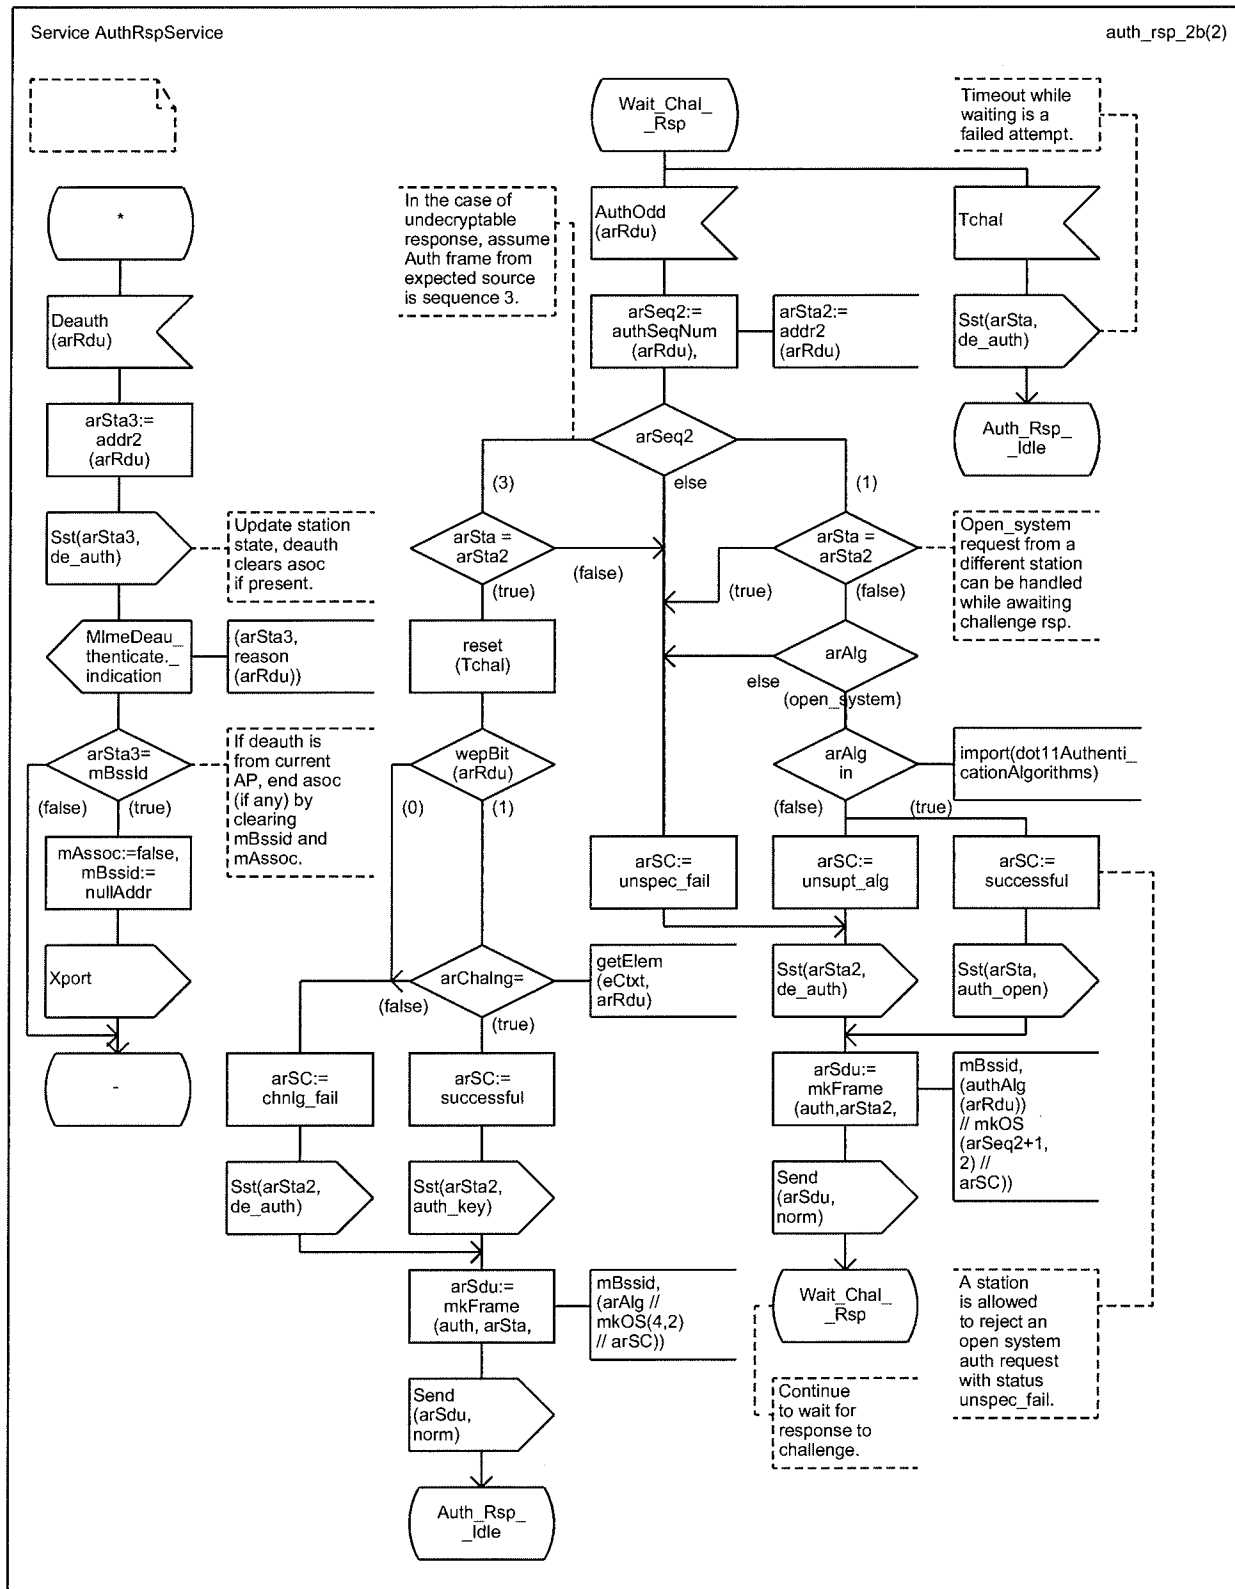 Service AuthRspService
auth_rsp_2b(2)
*
Deauth
(arRdu)
arSta3:=
addr2
(arRdu)
Sst(arSta3,
de_auth)
Update station
state, deauth
clears asoc
if present.
MlmeDeau_
thenticate._
indication
(arSta3,
reason
(arRdu))
arSta3=
mBssId
(false)
(true)
If deauth is
from current
AP, end asoc
(if any) by
clearing
mBssid and
mAssoc.
mAssoc:=false,
mBssid:=
nullAddr
Xport
-
Wait_Chal_
_Rsp
Timeout while
waiting is a
failed attempt.
In the case of
undecryptable
response, assume
Auth frame from
expected source
is sequence 3.
AuthOdd
(arRdu)
Tchal
arSeq2:=
authSeqNum
(arRdu),
arSta2:=
addr2
(arRdu)
Sst(arSta,
de_auth)
Auth_Rsp_
_Idle
arSeq2
(3)
else
(1)
arSta =
arSta2
(false)
(true)
arSta =
arSta2
(true)
(false)
Open_system
request from a
different station
can be handled
while awaiting
challenge rsp.
reset
(Tchal)
arAlg
else
(open_system)
wepBit
(arRdu)
(0)
(1)
arAlg
in
import(dot11Authenti_
cationAlgorithms)
(false)
(true)
arSC:=
unspec_fail
arSC:=
unsupt_alg
arSC:=
successful
arChalng=
getElem
(eCtxt,
arRdu)
(false)
(true)
Sst(arSta2,
de_auth)
Sst(arSta,
auth_open)
arSC:=
chnlg_fail
arSC:=
successful
arSdu:=
mkFrame
(auth,arSta2,
mBssid,
(authAlg
(arRdu))
// mkOS
(arSeq2+1,
2) //
arSC))
Sst(arSta2,
de_auth)
Sst(arSta2,
auth_key)
Send
(arSdu,
norm)
arSdu:=
mkFrame
(auth, arSta,
mBssid,
(arAlg //
mkOS(4,2)
// arSC))
Wait_Chal_
_Rsp
A station
is allowed
to reject an
open system
auth request
with status
unspec_fail.
Send
(arSdu,
norm)
Continue
to wait for
response to
challenge.
Auth_Rsp_
_Idle